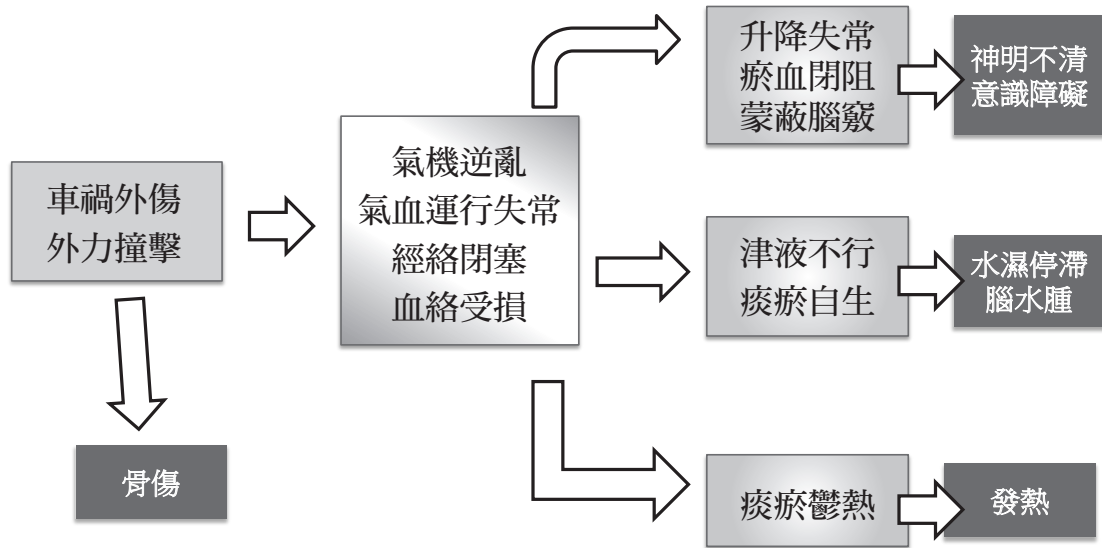 車禍外傷
外力撞擊
骨傷
氣機逆亂
氣血運行失常
經絡閉塞
血絡受損
升降失常
瘀血閉阻
蒙蔽腦竅
神明不清
意識障礙
津液不行
痰瘀自生
水濕停滯
腦水腫
痰瘀鬱熱
發熱